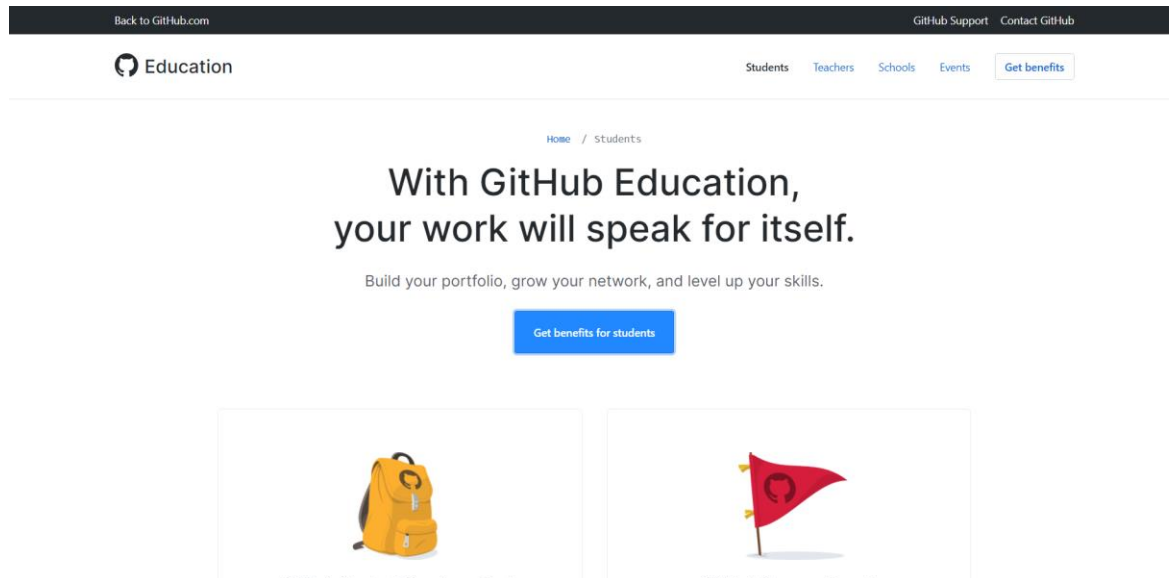 Back to GitHub.com
GitHub Support Contact GitHub
Education
Students Teachers Schools Events Get benefits
Home / Students
With GitHub Education,
your work will speak for itself.
Build your portfolio, grow your network, and level up your skills.
Get benefits for students